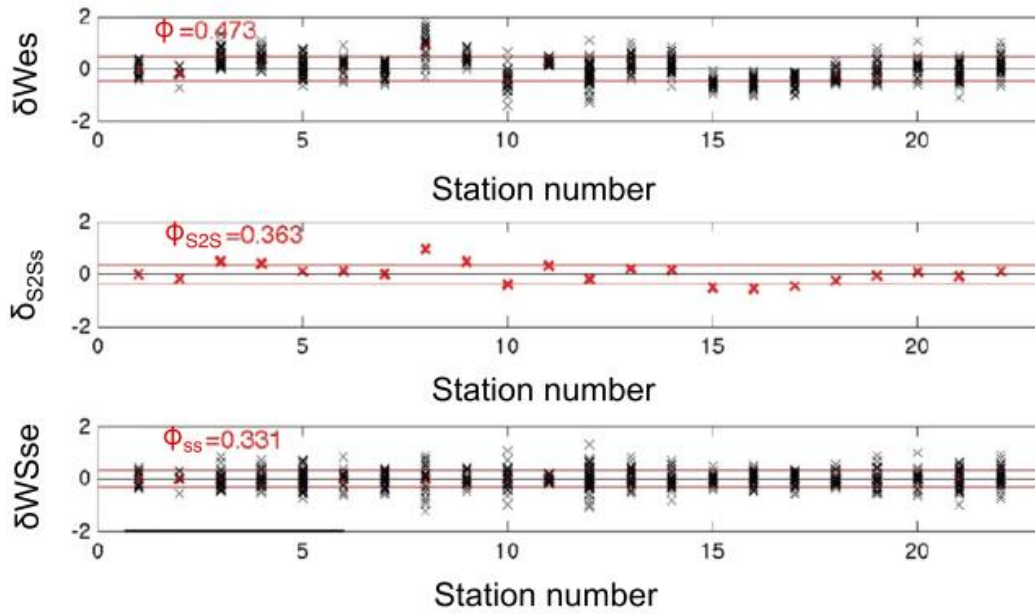 2
Φ =0.473
δWes
0
-2
0 5 10 15 20
Station number
2
ΦS2S =0.363
δS2Ss
0
-2
0 5 10 15 20
Station number
2
Φss =0.331
δWSse
0
-2
0 5 10 15 20
Station number